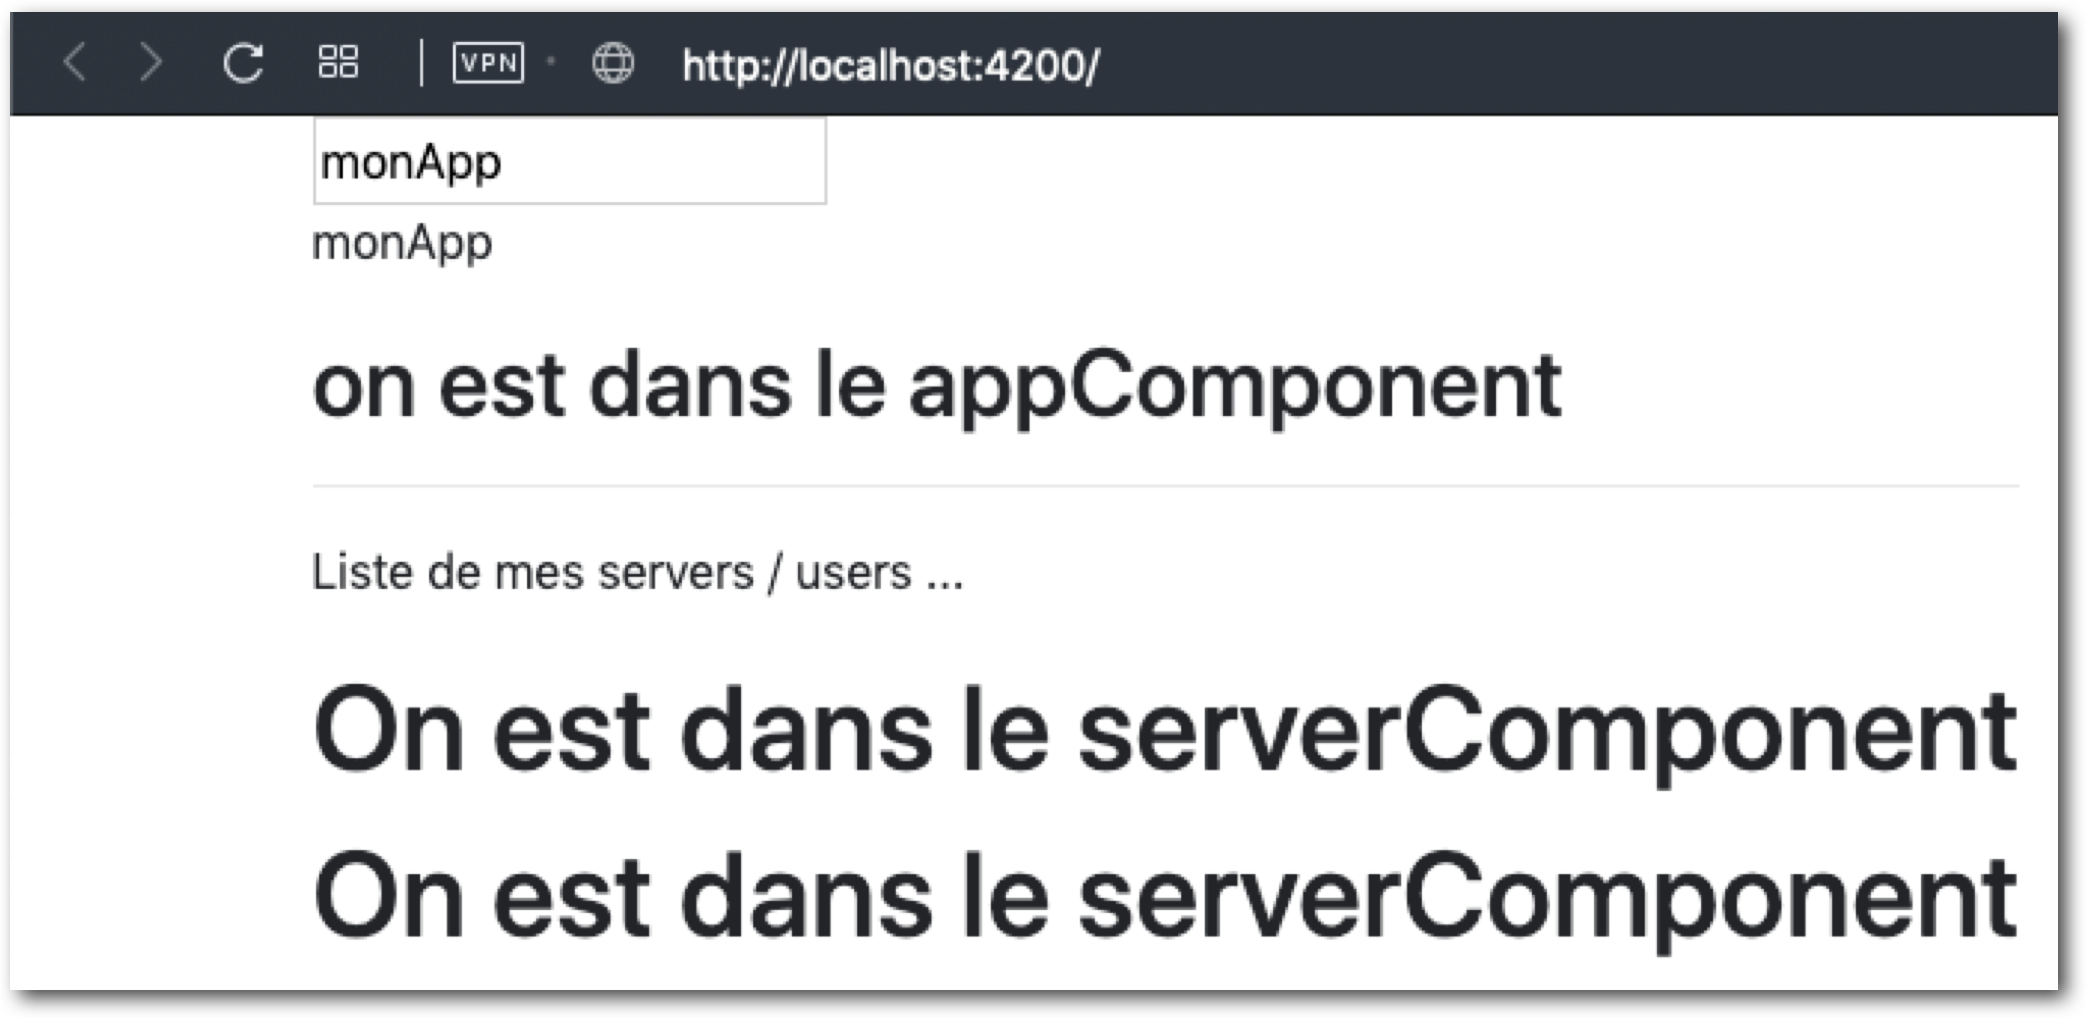 VPN http://localhost:4200/
monApp
monApp
on est dans le appComponent
Liste de mes servers / users ...
On est dans le serverComponent
On est dans le serverComponent